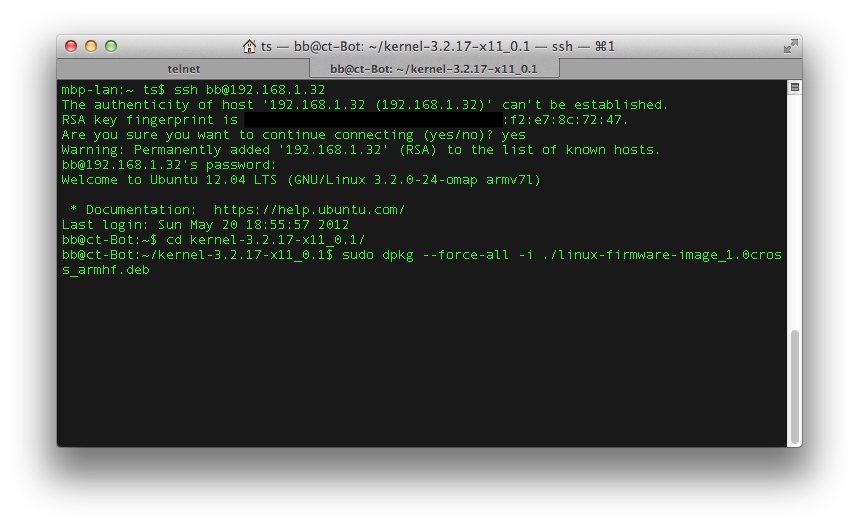 ts — bb@ct-Bot: ~/kernel-3.2.17-x11_0.1 — ssh — ⌘1
telnet
bb@ct-Bot: ~/kernel-3.2.17-x11_0.1
mbp-lan:~ ts$ ssh bb@192.168.1.32
The authenticity of host '192.168.1.32 (192.168.1.32)' can't be established.
RSA key fingerprint is :f2:e7:8c:72:47.
Are you sure you want to continue connecting (yes/no)? yes
Warning: Permanently added '192.168.1.32' (RSA) to the list of known hosts.
bb@192.168.1.32's password:
Welcome to Ubuntu 12.04 LTS (GNU/Linux 3.2.0-24-omap armv7l)
* Documentation:  https://help.ubuntu.com/
Last login: Sun May 20 18:55:57 2012
bb@ct-Bot:~$ cd kernel-3.2.17-x11_0.1/
bb@ct-Bot:~/kernel-3.2.17-x11_0.1$ sudo dpkg --force-all -i ./linux-firmware-image_1.0cros
s_armhf.deb